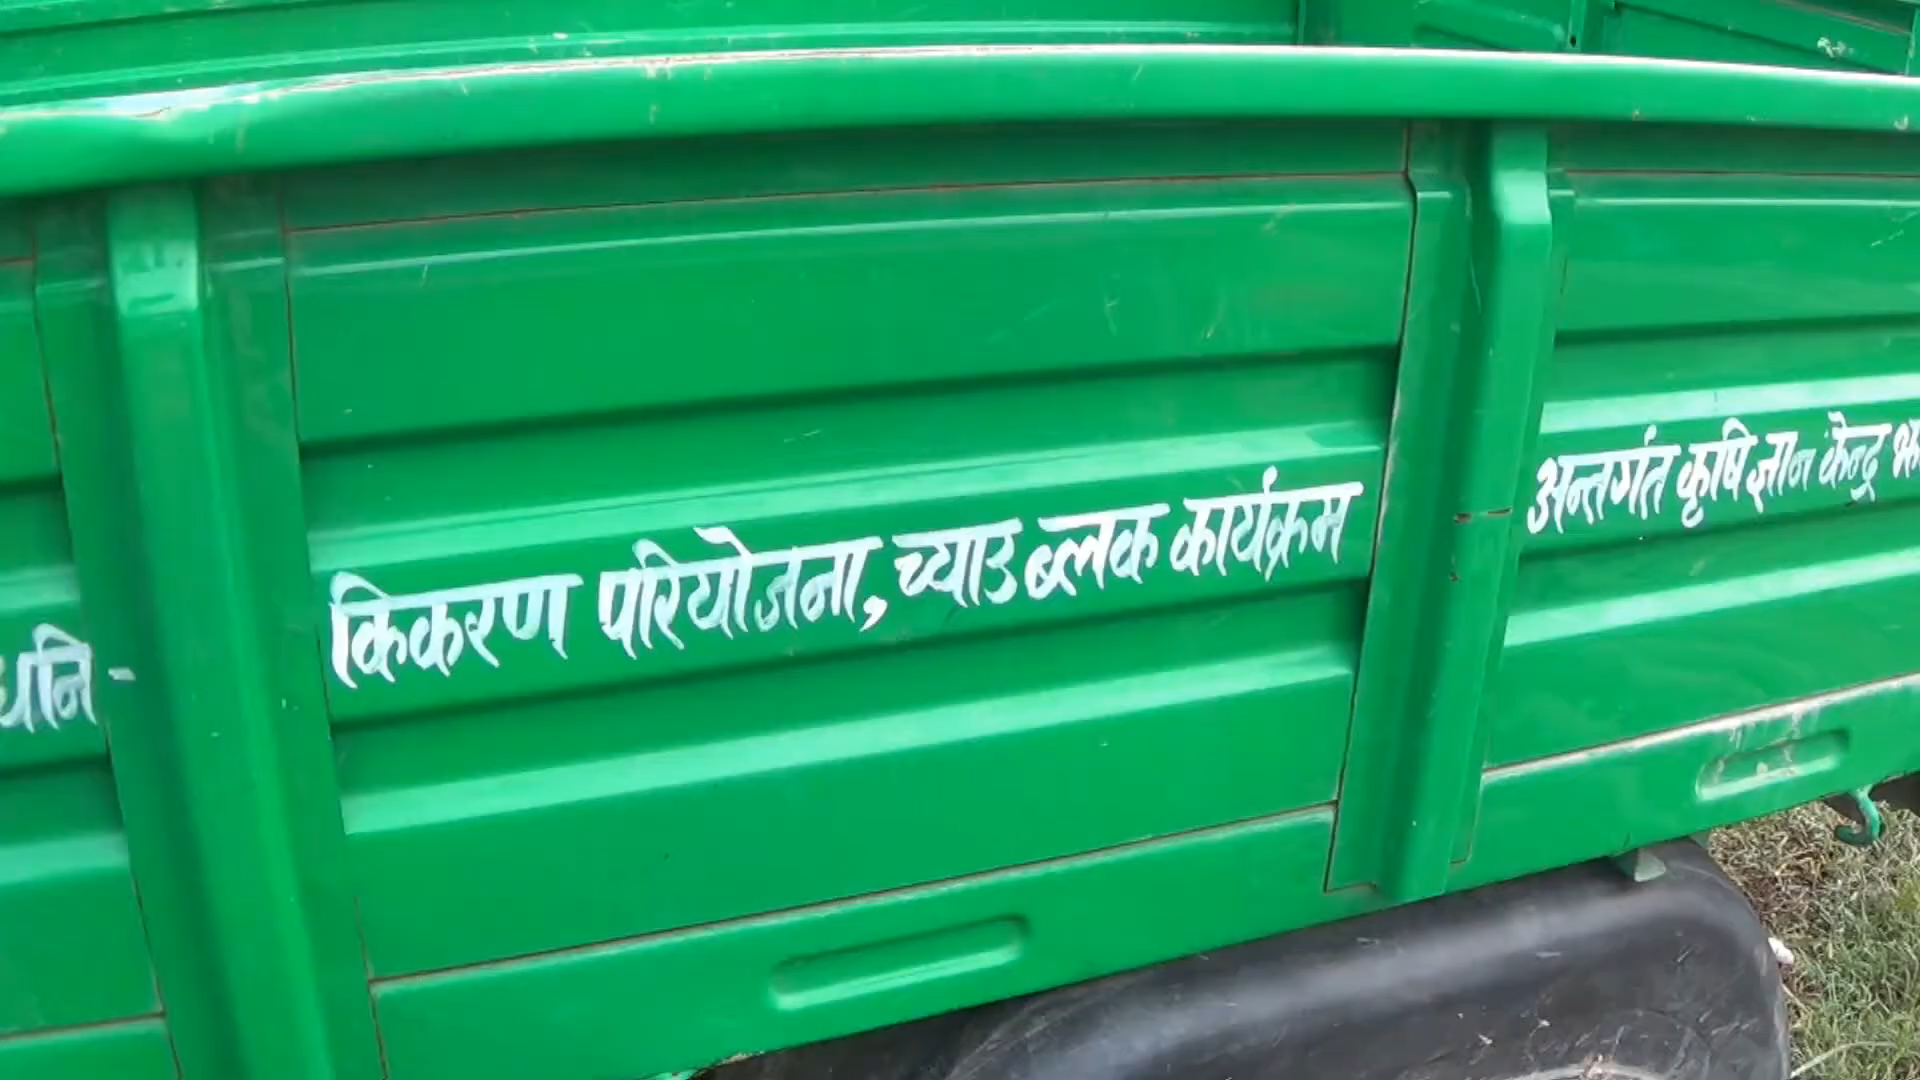 धनि-
किकरण परियोजना, च्याउ ब्लक कार्यक्रम
अन्तर्गत कृषि ज्ञान केन्द्र